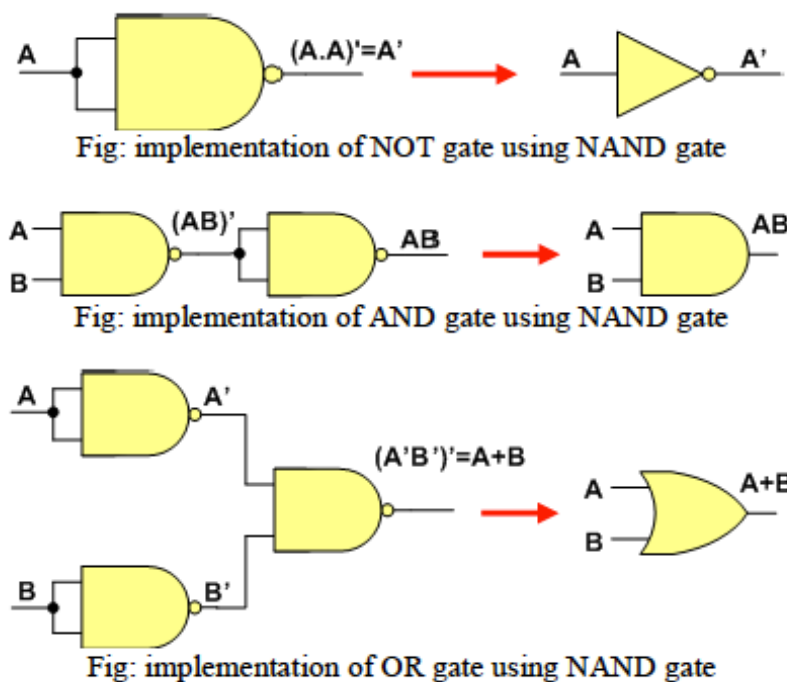 A (A.A)'=A' A A'
Fig: implementation of NOT gate using NAND gate
A (AB)' AB A AB
B B
Fig: implementation of AND gate using NAND gate
A A'
(A'B')'=A+B A A+B
B
B B'
Fig: implementation of OR gate using NAND gate